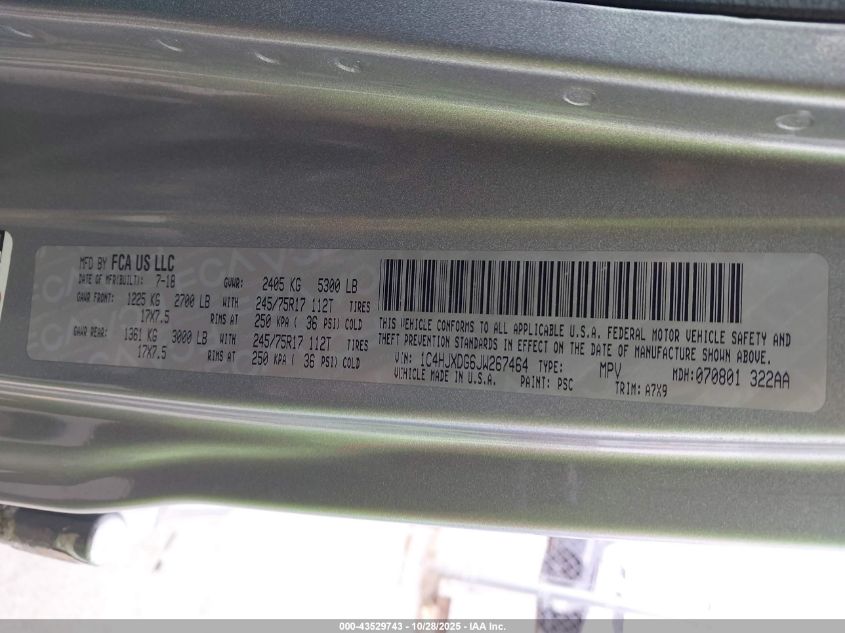 MFD BY FCA US LLC
DATE OF MFR(BUILT): 7-18 GVWR: 2405 KG 5300 LB
GAWR FRONT: 1225 KG 2700 LB WITH 245/75R17 112T TIRES
17X7.5 RIMS AT 250 KPA ( 36 PSI) COLD
GAWR REAR: 1361 KG 3000 LB WITH 245/75R17 112T TIRES
17X7.5 RIMS AT 250 KPA ( 36 PSI) COLD
THIS VEHICLE CONFORMS TO ALL APPLICABLE U.S.A. FEDERAL MOTOR VEHICLE SAFETY AND
THEFT PREVENTION STANDARDS IN EFFECT ON THE DATE OF MANUFACTURE SHOWN ABOVE.
VIN: 1C4HJXDG6JW267464 TYPE: MPV MDH:070801 322AA
VEHICLE MADE IN U.S.A. PAINT: PSC TRIM: A7X9
000-43529743 | 10/28/2025 | IAA Inc.